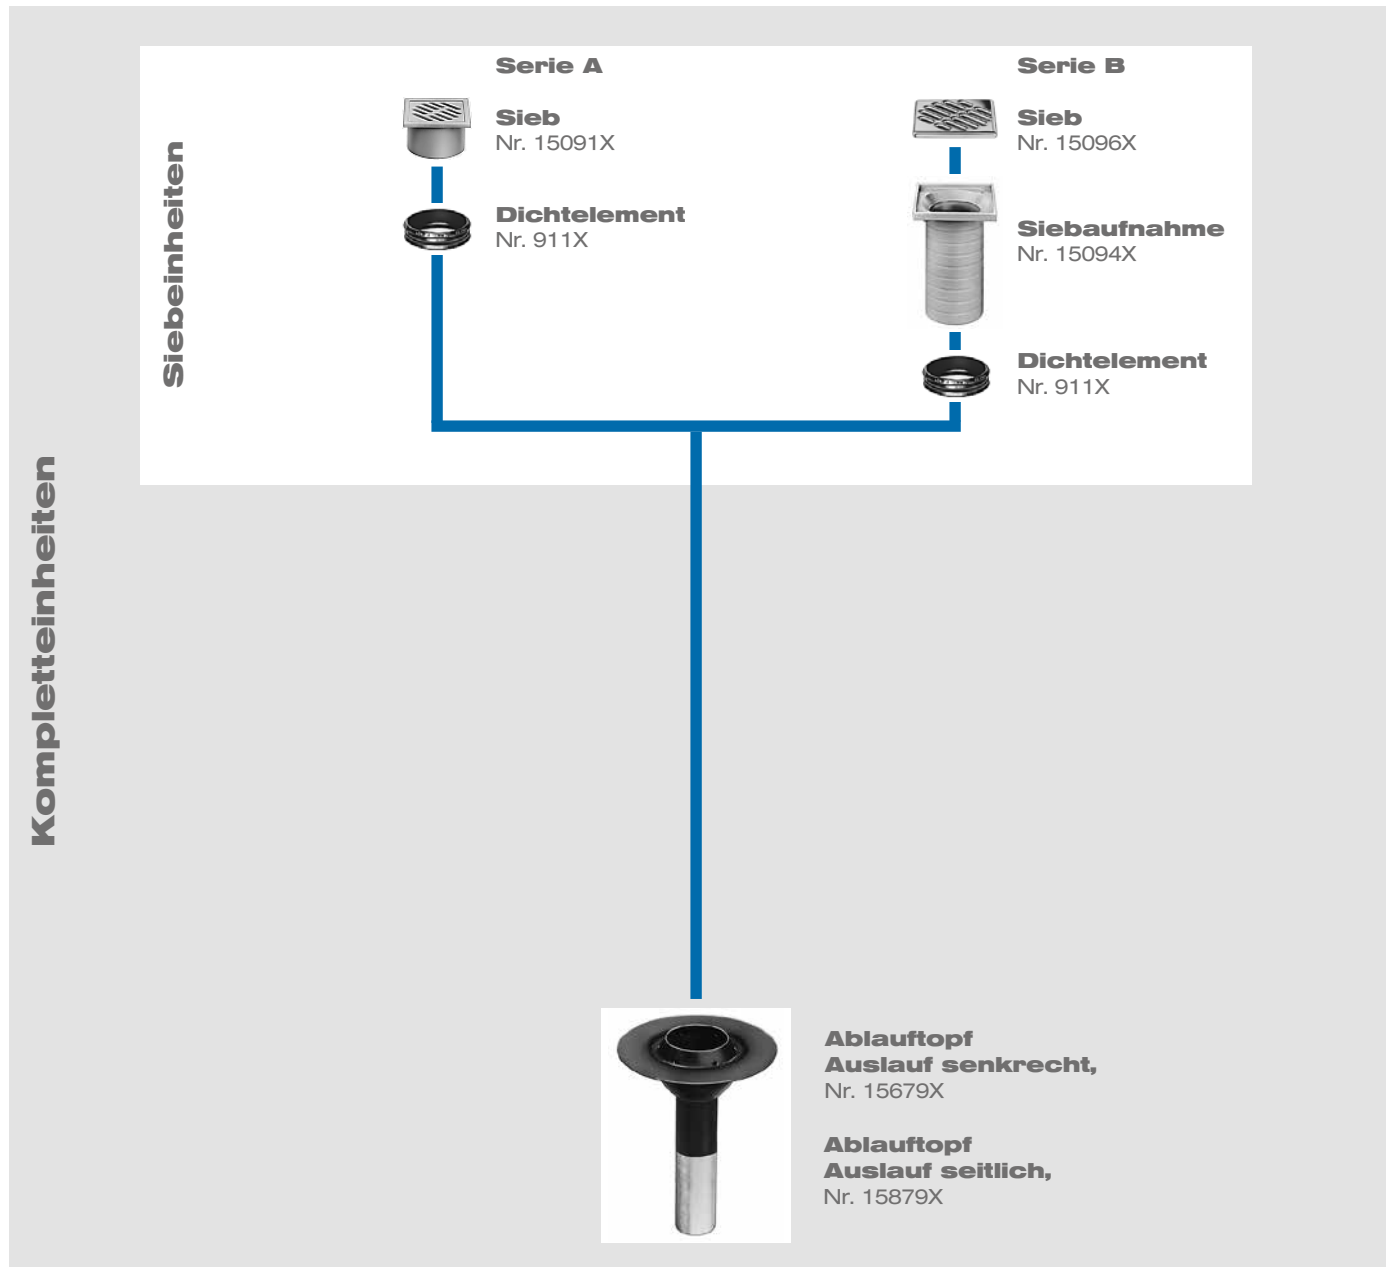 Kompletteinheiten
Siebeinheiten
Serie A
Sieb
Nr. 15091X
Dichtelement
Nr. 911X
Serie B
Sieb
Nr. 15096X
Siebaufnahme
Nr. 15094X
Dichtelement
Nr. 911X
Ablauftopf
Auslauf senkrecht,
Nr. 15679X
Ablauftopf
Auslauf seitlich,
Nr. 15879X